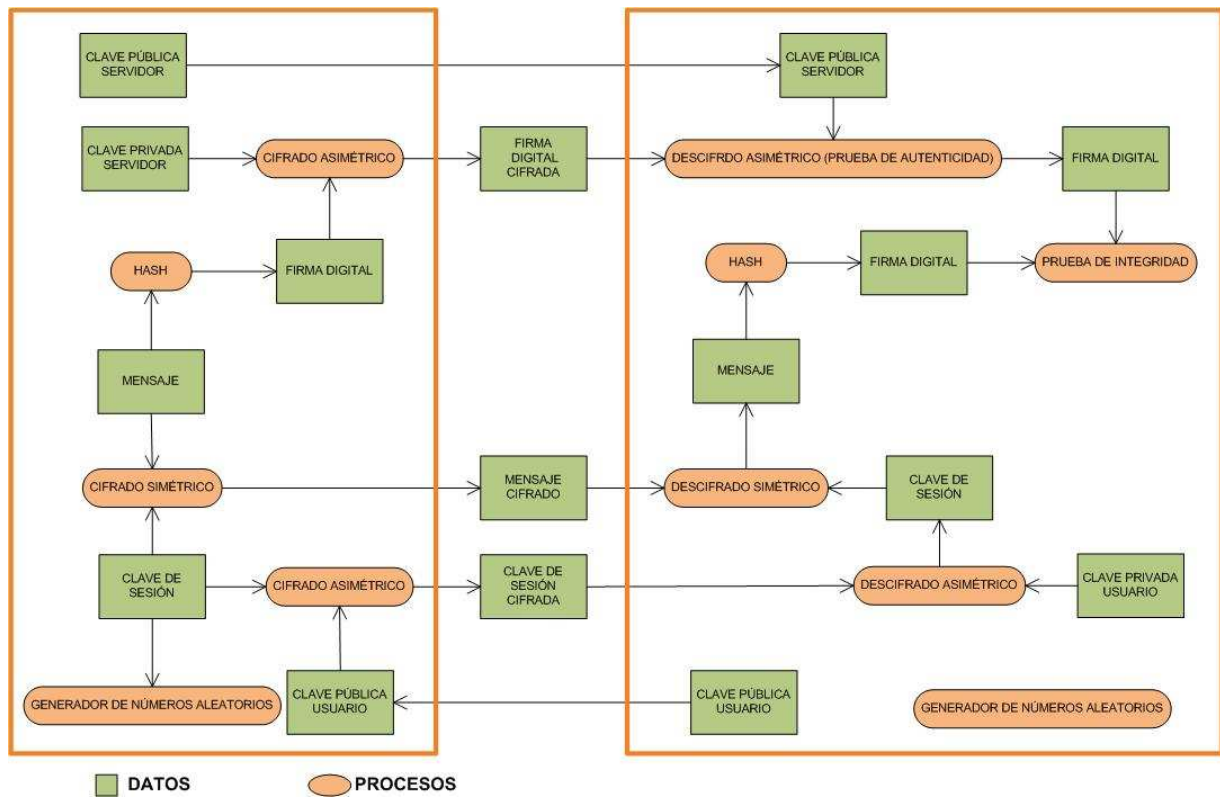 CLAVE PÚBLICA
SERVIDOR
CLAVE PÚBLICA
SERVIDOR
CLAVE PRIVADA
SERVIDOR
CIFRADO ASIMÉTRICO
FIRMA
DIGITAL
CIFRADA
DESCIFRDO ASIMÉTRICO (PRUEBA DE AUTENTICIDAD)
FIRMA DIGITAL
HASH
FIRMA DIGITAL
HASH
FIRMA DIGITAL
PRUEBA DE INTEGRIDAD
MENSAJE
MENSAJE
CIFRADO SIMÉTRICO
MENSAJE
CIFRADO
DESCIFRADO SIMÉTRICO
CLAVE DE
SESIÓN
CLAVE DE
SESIÓN
CIFRADO ASIMÉTRICO
CLAVE DE
SESIÓN
CIFRADA
DESCIFRADO ASIMÉTRICO
CLAVE PRIVADA
USUARIO
GENERADOR DE NÚMEROS ALEATORIOS
CLAVE PÚBLICA
USUARIO
CLAVE PÚBLICA
USUARIO
GENERADOR DE NÚMEROS ALEATORIOS
DATOS
PROCESOS